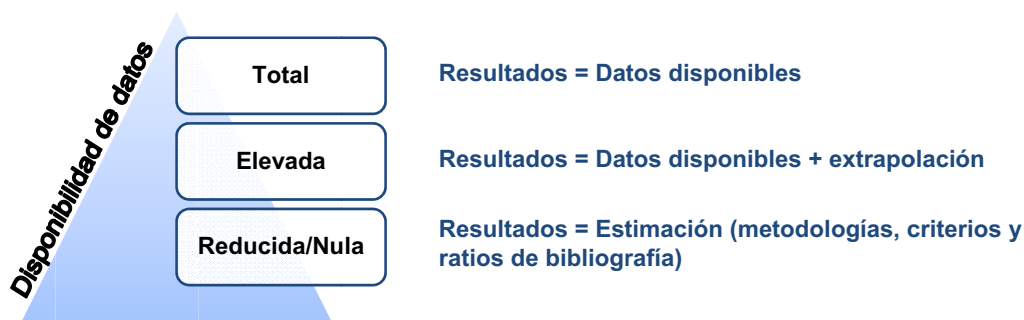 Disponibilidad de datos
Total
Resultados = Datos disponibles
Elevada
Resultados = Datos disponibles + extrapolación
Reducida/Nula
Resultados = Estimación (metodologías, criterios y
ratios de bibliografía)